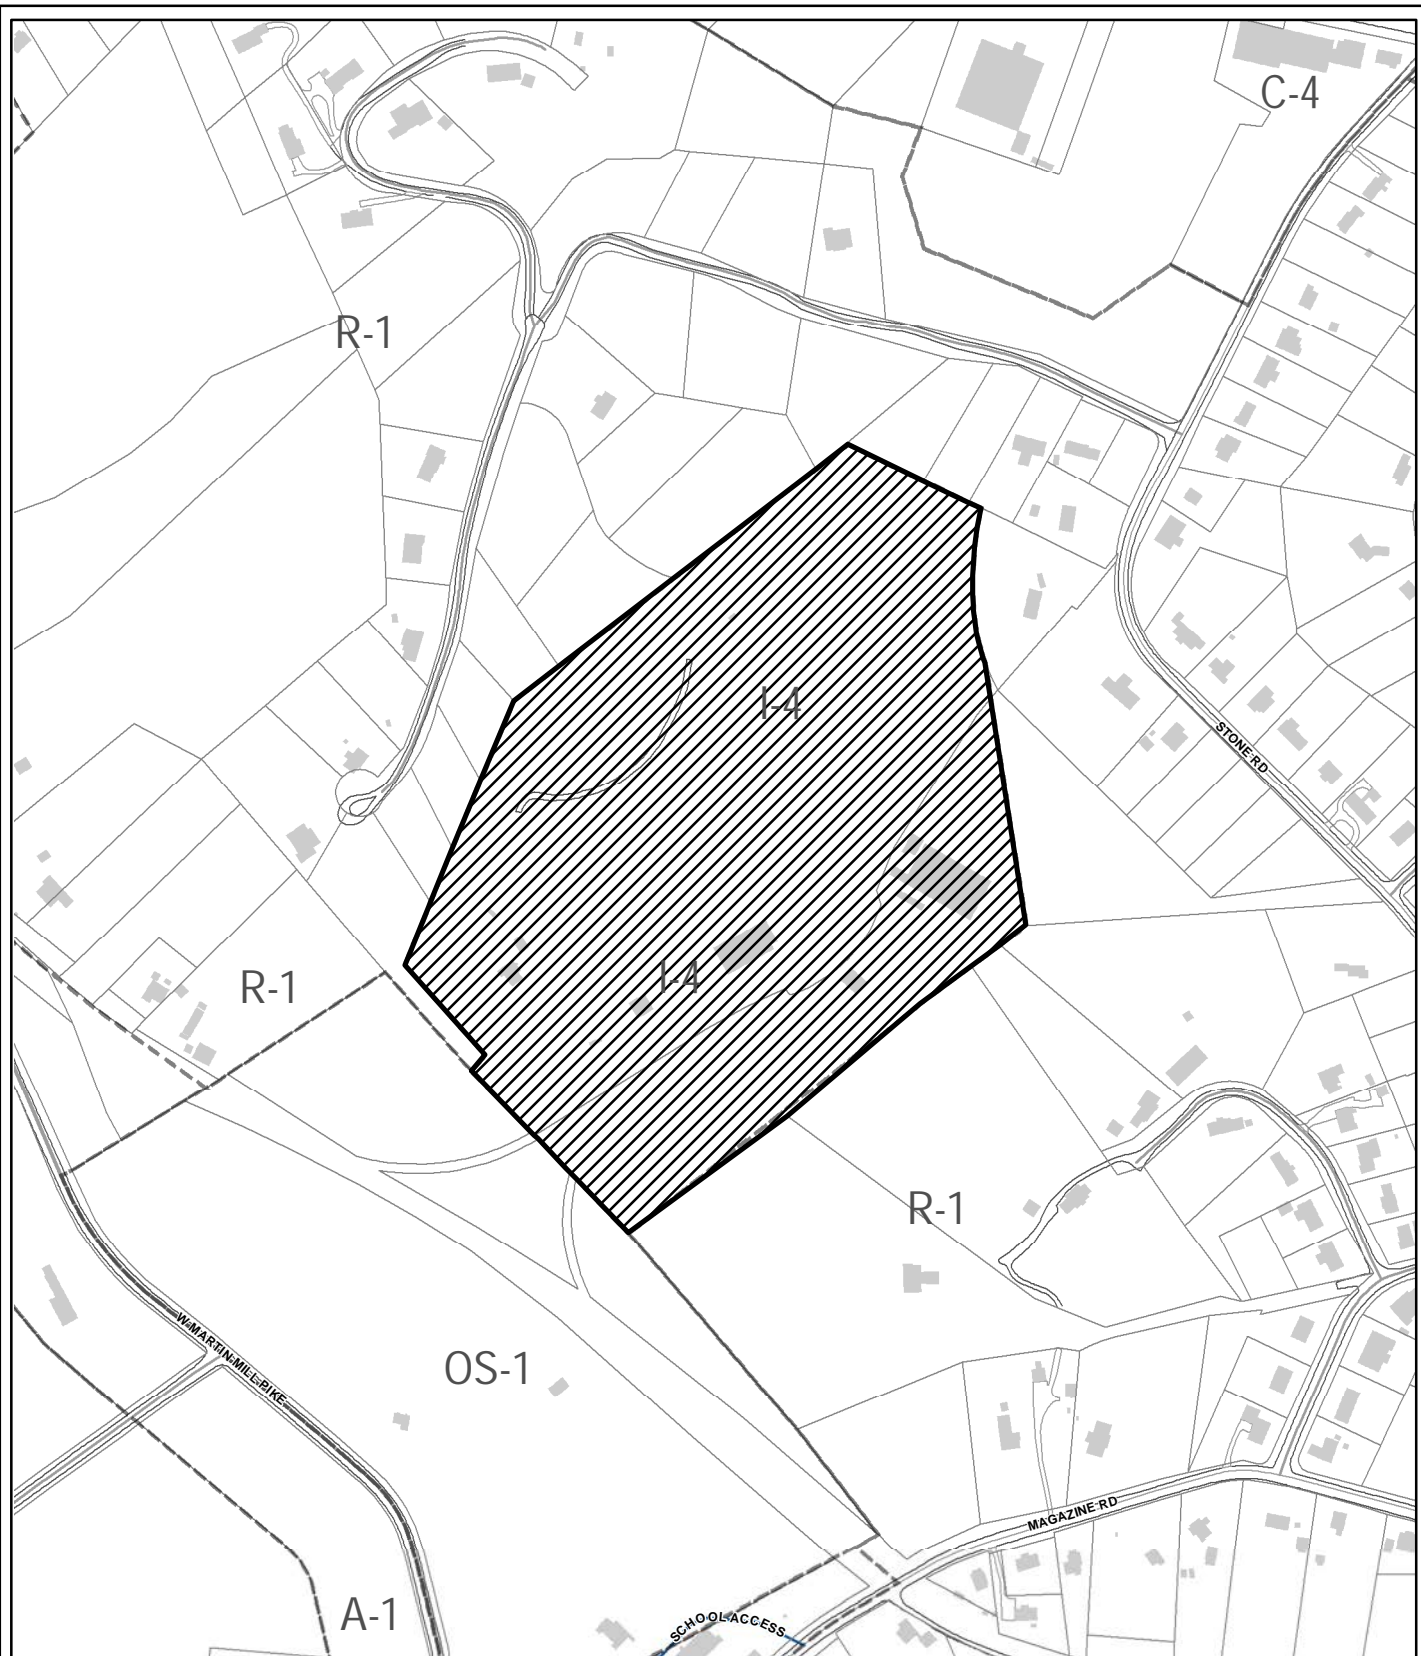 C-4
R-1
I-4
STONE RD
I-4
R-1
R-1
W MARTIN MILL PIKE
OS-1
MAGAZINE RD
A-1
SCHOOL ACCESS